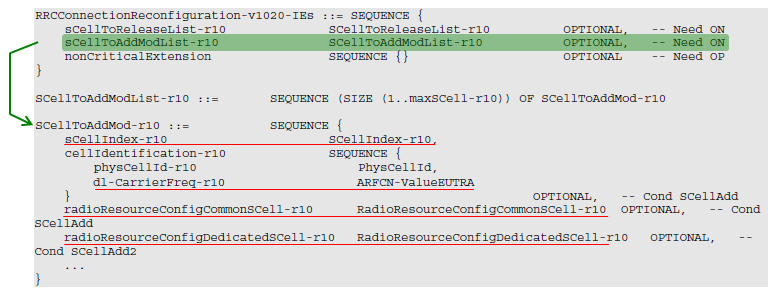 RRCConnectionReconfiguration-v1020-IEs ::= SEQUENCE {
    sCellToReleaseList-r10              SCellToReleaseList-r10           OPTIONAL,   -- Need ON
    sCellToAddModList-r10               SCellToAddModList-r10            OPTIONAL,   -- Need ON
    nonCriticalExtension                SEQUENCE {}                      OPTIONAL    -- Need OP
}
SCellToAddModList-r10 ::=       SEQUENCE (SIZE (1..maxSCell-r10)) OF SCellToAddMod-r10
SCellToAddMod-r10 ::=           SEQUENCE {
    sCellIndex-r10                      SCellIndex-r10,
    cellIdentification-r10              SEQUENCE {
        physCellId-r10                      PhysCellId,
        dl-CarrierFreq-r10                  ARFCN-ValueEUTRA
    }                                                               OPTIONAL,   -- Cond SCellAdd
    radioResourceConfigCommonSCell-r10      RadioResourceConfigCommonSCell-r10  OPTIONAL,   -- Cond
SCellAdd
    radioResourceConfigDedicatedSCell-r10   RadioResourceConfigDedicatedSCell-r10   OPTIONAL,   --
Cond SCellAdd2
    ...
}